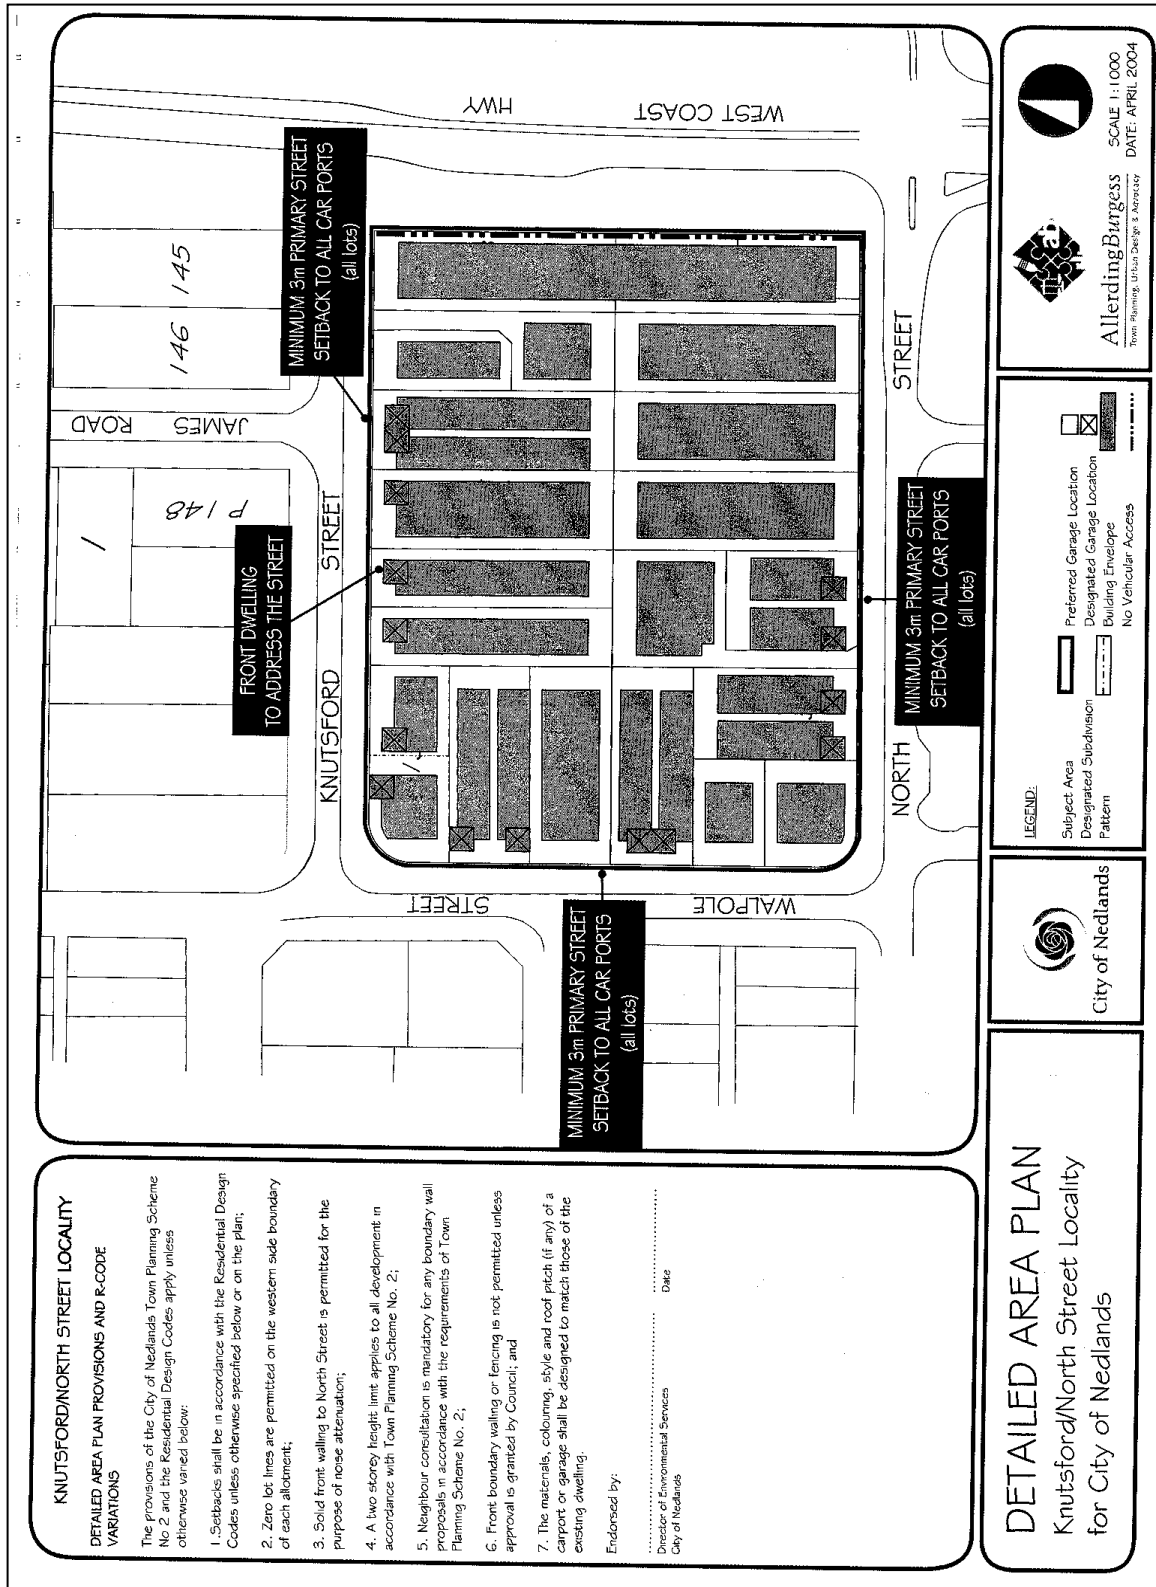 KNUTSFORD/NORTH STREET LOCALITY
DETAILED AREA PLAN PROVISIONS AND R-CODE
VARIATIONS
The provisions of the City of Nedlands Town Planning Scheme
No 2 and the Residential Design Codes apply unless
otherwise varied below:
1.Setbacks shall be in accordance with the Residential Design
Codes unless otherwise specified below or on the plan;
2. Zero lot lines are permitted on the western side boundary
of each allotment;
3. Solid front walling to North Street is permitted for the
purpose of noise attenuation;
4. A two storey height limit applies to all development in
accordance with Town Planning Scheme No. 2;
5. Neighbour consultation is mandatory for any boundary wall
proposals in accordance with the requirements of Town
Planning Scheme No. 2;
6. Front boundary walling or fencing is not permitted unless
approval is granted by Council; and
7. The materials, colouring, style and roof pitch (if any) of a
carport or garage shall be designed to match those of the
existing dwelling.
Endorsed by:
Director of Environmental Services
City of Nedlands
Date
MINIMUM 3m PRIMARY STREET
SETBACK TO ALL CAR PORTS
(all lots)
FRONT DWELLING
TO ADDRESS THE STREET
MINIMUM 3m PRIMARY STREET
SETBACK TO ALL CAR PORTS
(all lots)
MINIMUM 3m PRIMARY STREET
SETBACK TO ALL CAR PORTS
(all lots)
KNUTSFORD STREET
NORTH STREET
WALPOLE STREET
JAMES ROAD
WEST COAST HWY
1
P 148
146
145
DETAILED AREA PLAN
Knutsford/North Street Locality
for City of Nedlands
City of Nedlands
LEGEND:
Subject Area
Designated Subdivision
Pattern
Preferred Garage Location
Designated Garage Location
Building Envelope
No Vehicular Access
AllerdingBurgess
Town Planning, Urban Design & Advocacy
SCALE 1:1000
DATE: APRIL 2004